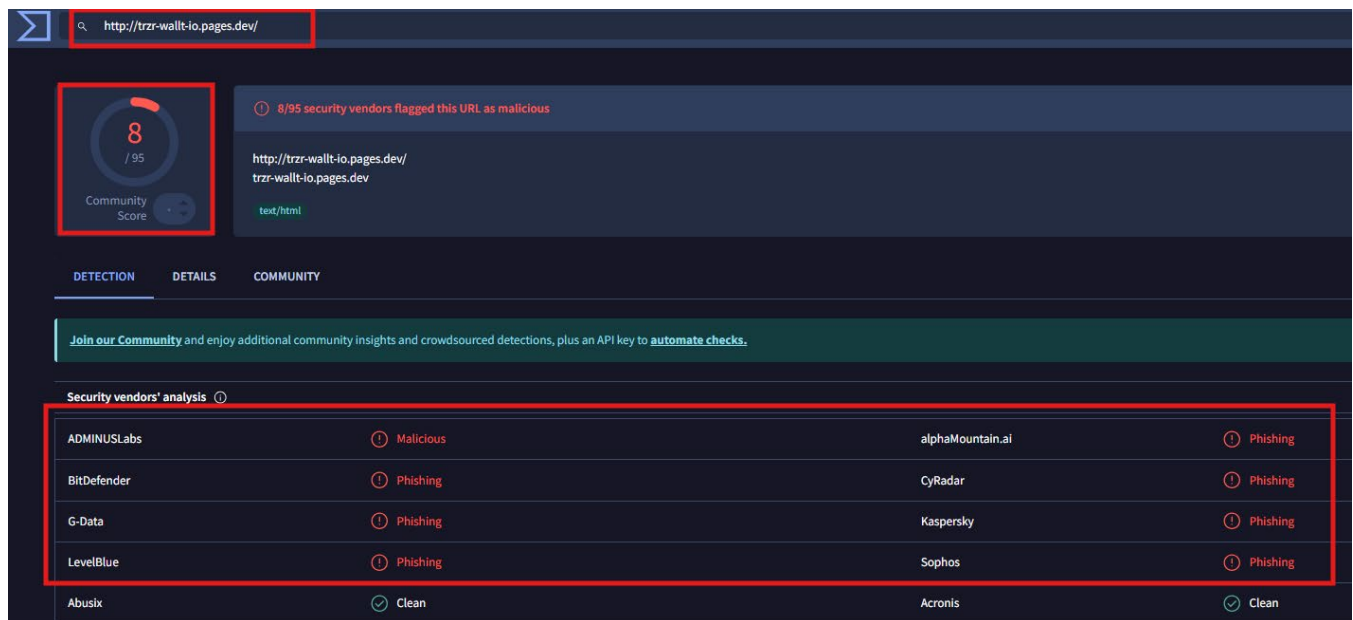 http://trzr-wallt-io.pages.dev/
8
/ 95
Community
Score
8/95 security vendors flagged this URL as malicious
http://trzr-wallt-io.pages.dev/
trzr-wallt-io.pages.dev
text/html
DETECTION DETAILS COMMUNITY
Join our Community and enjoy additional community insights and crowdsourced detections, plus an API key to automate checks.
Security vendors' analysis
ADMINUSLabs Malicious alphaMountain.ai Phishing
BitDefender Phishing CyRadar Phishing
G-Data Phishing Kaspersky Phishing
LevelBlue Phishing Sophos Phishing
Abusix Clean Acronis Clean